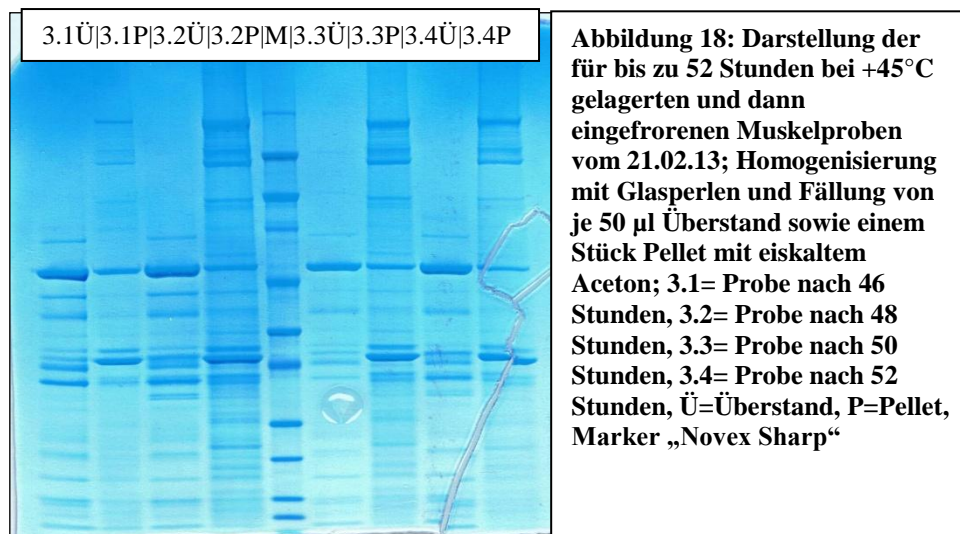 3.1Ü|3.1P|3.2Ü|3.2P|M|3.3Ü|3.3P|3.4Ü|3.4P
Abbildung 18: Darstellung der
für bis zu 52 Stunden bei +45°C
gelagerten und dann
eingefrorenen Muskelproben
vom 21.02.13; Homogenisierung
mit Glasperlen und Fällung von
je 50 µl Überstand sowie einem
Stück Pellet mit eiskaltem
Aceton; 3.1= Probe nach 46
Stunden, 3.2= Probe nach 48
Stunden, 3.3= Probe nach 50
Stunden, 3.4= Probe nach 52
Stunden, Ü=Überstand, P=Pellet,
Marker „Novex Sharp“